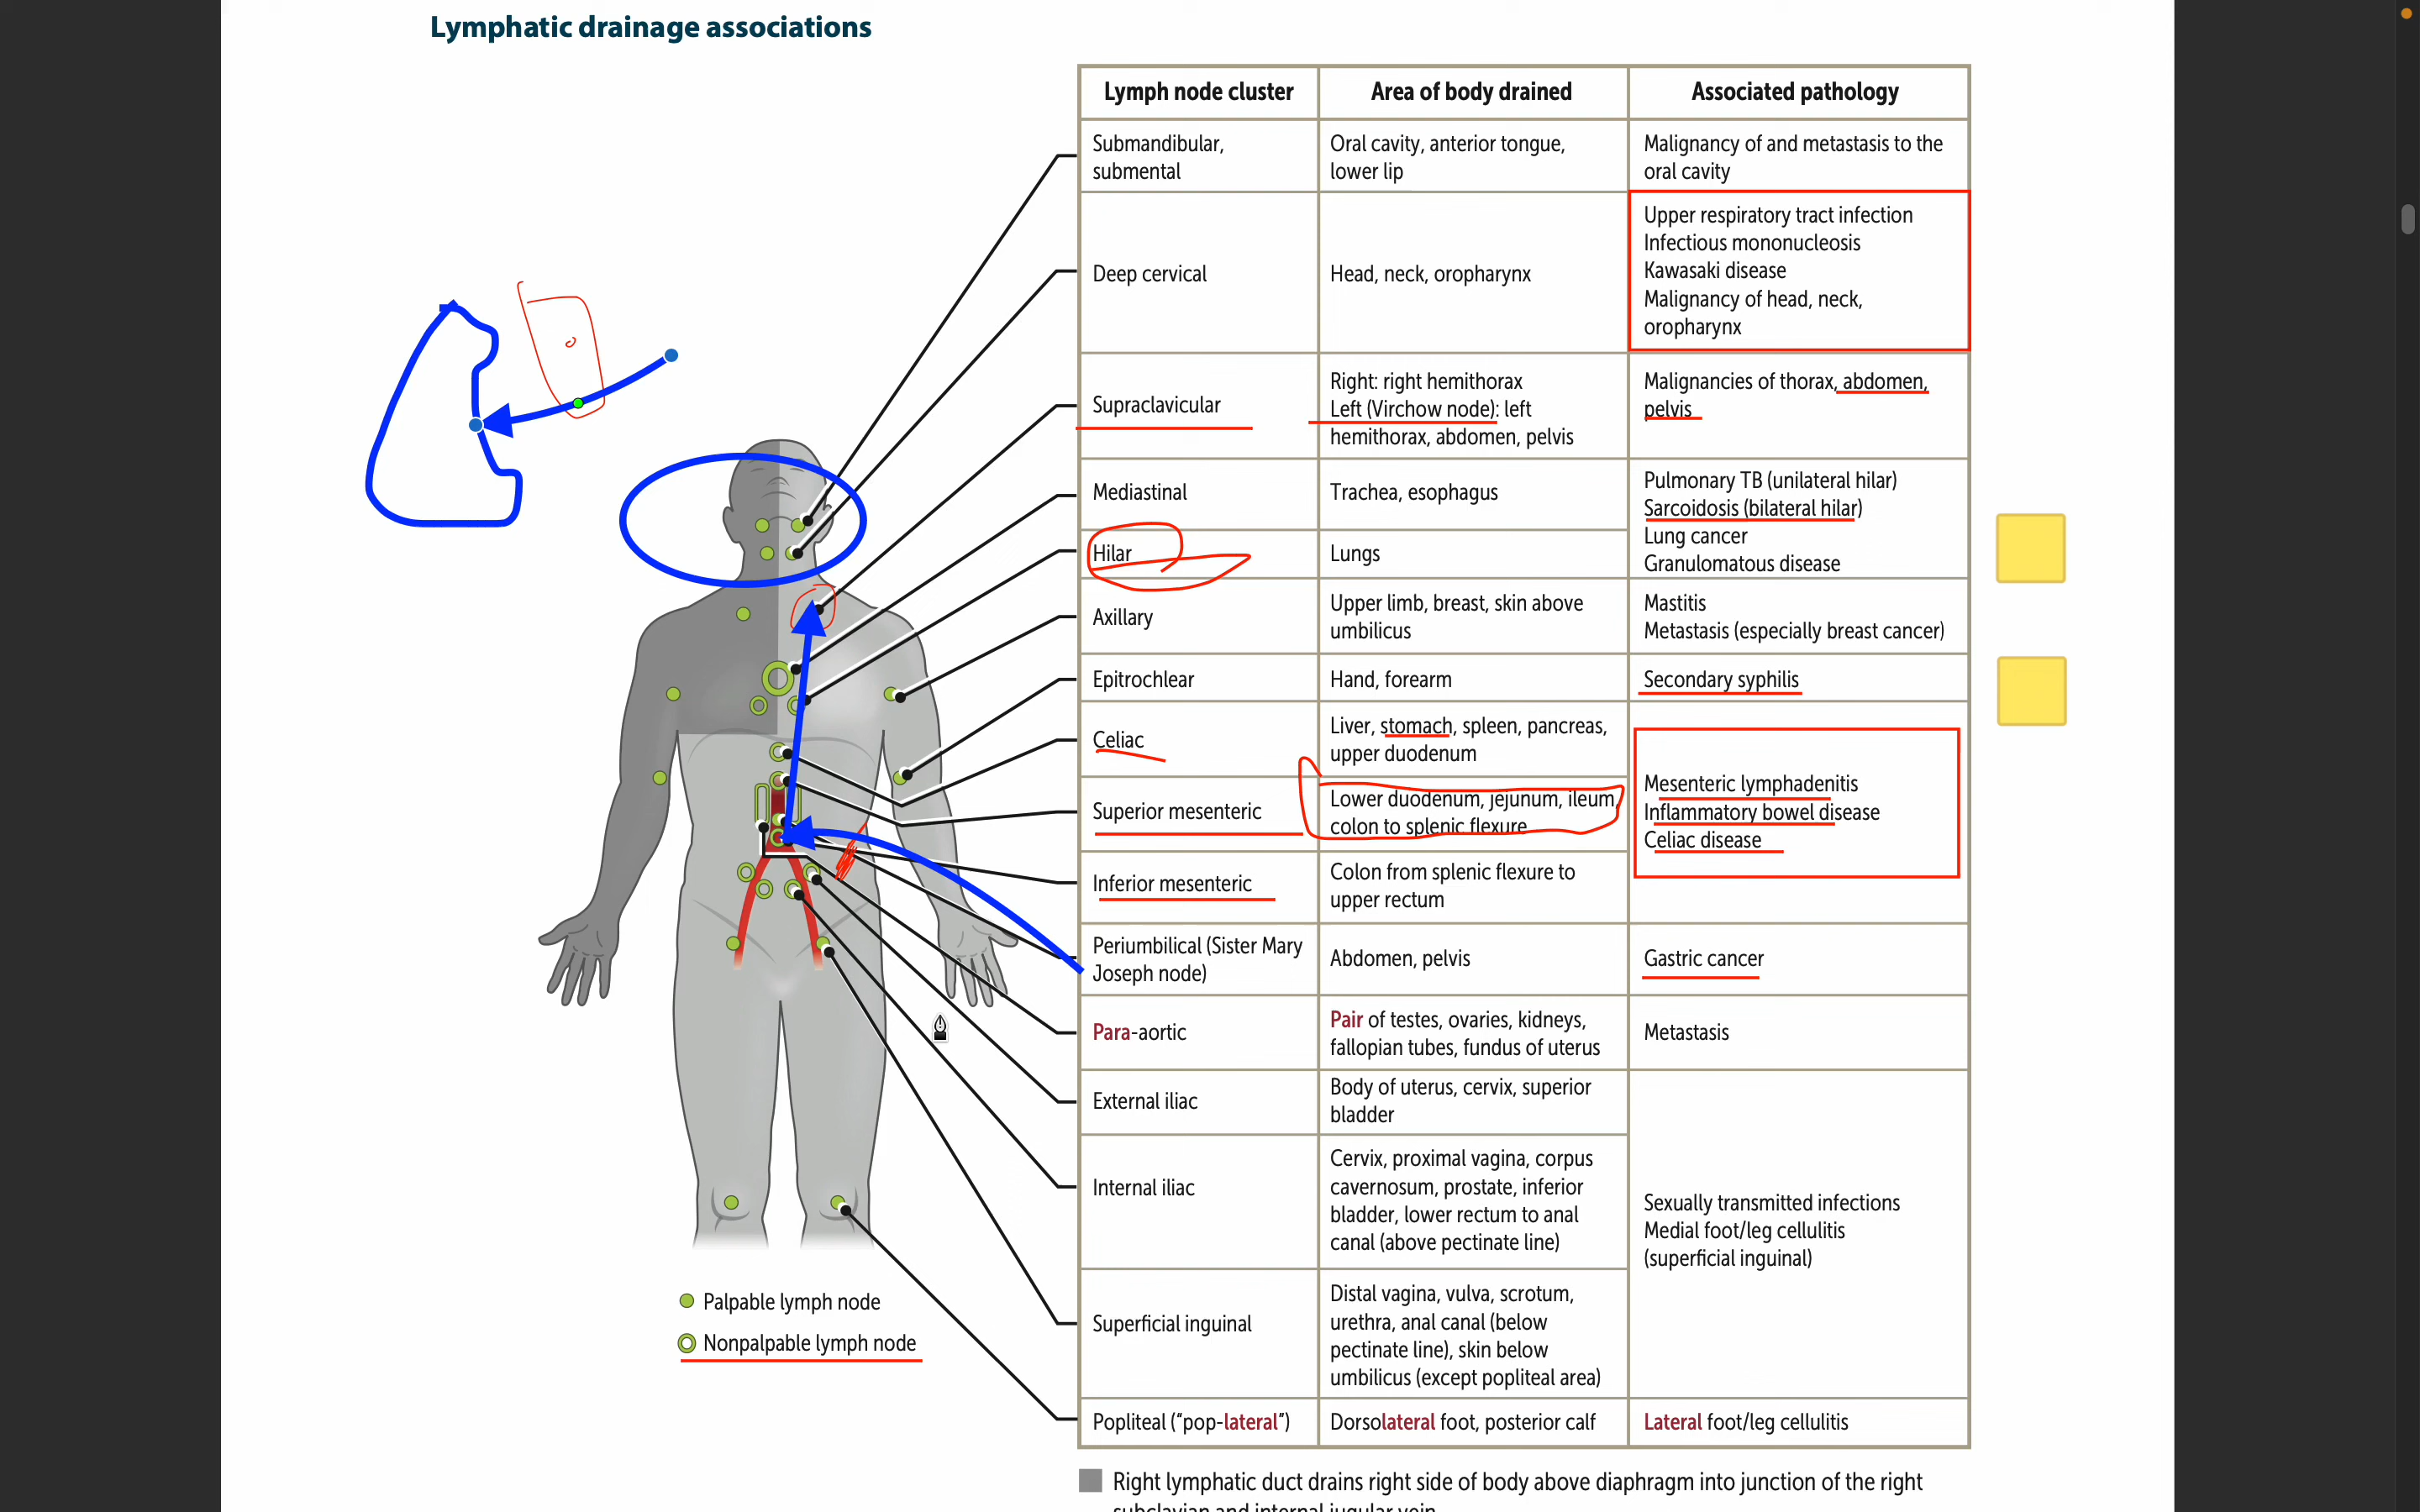 Lymphatic drainage associations
Lymph node cluster
Area of body drained
Associated pathology
Submandibular,
submental
Oral cavity, anterior tongue,
lower lip
Malignancy of and metastasis to the
oral cavity
Deep cervical
Head, neck, oropharynx
Upper respiratory tract infection
Infectious mononucleosis
Kawasaki disease
Malignancy of head, neck,
oropharynx
Supraclavicular
Right: right hemithorax
Left (Virchow node): left
hemithorax, abdomen, pelvis
Malignancies of thorax, abdomen,
pelvis
Mediastinal
Trachea, esophagus
Pulmonary TB (unilateral hilar)
Sarcoidosis (bilateral hilar)
Lung cancer
Granulomatous disease
Hilar
Lungs
Axillary
Upper limb, breast, skin above
umbilicus
Mastitis
Metastasis (especially breast cancer)
Epitrochlear
Hand, forearm
Secondary syphilis
Celiac
Liver, stomach, spleen, pancreas,
upper duodenum
Mesenteric lymphadenitis
Inflammatory bowel disease
Celiac disease
Superior mesenteric
Lower duodenum, jejunum, ileum,
colon to splenic flexure
Inferior mesenteric
Colon from splenic flexure to
upper rectum
Periumbilical (Sister Mary
Joseph node)
Abdomen, pelvis
Gastric cancer
Para-aortic
Pair of testes, ovaries, kidneys,
fallopian tubes, fundus of uterus
Metastasis
External iliac
Body of uterus, cervix, superior
bladder
Internal iliac
Cervix, proximal vagina, corpus
cavernosum, prostate, inferior
bladder, lower rectum to anal
canal (above pectinate line)
Sexually transmitted infections
Medial foot/leg cellulitis
(superficial inguinal)
Superficial inguinal
Distal vagina, vulva, scrotum,
urethra, anal canal (below
pectinate line), skin below
umbilicus (except popliteal area)
Popliteal (“pop-lateral”)
Dorsolateral foot, posterior calf
Lateral foot/leg cellulitis
Palpable lymph node
Nonpalpable lymph node
Right lymphatic duct drains right side of body above diaphragm into junction of the right
subclavian and internal jugular vein